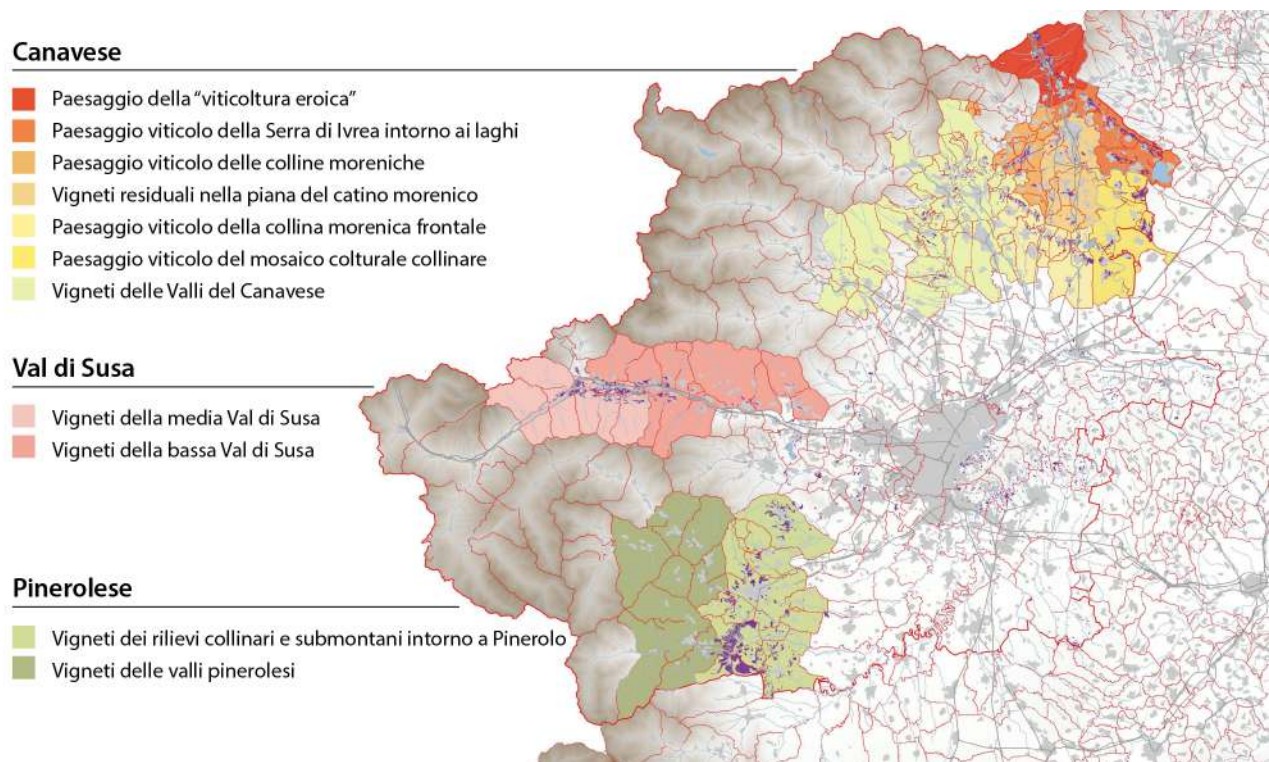 Canavese
Paesaggio della “viticoltura eroica”
Paesaggio viticolo della Serra di Ivrea intorno ai laghi
Paesaggio viticolo delle colline moreniche
Vigneti residuali nella piana del catino morenico
Paesaggio viticolo della collina morenica frontale
Paesaggio viticolo del mosaico colturale collinare
Vigneti delle Valli del Canavese
Val di Susa
Vigneti della media Val di Susa
Vigneti della bassa Val di Susa
Pinerolese
Vigneti dei rilievi collinari e submontani intorno a Pinerolo
Vigneti delle valli pinerolesi